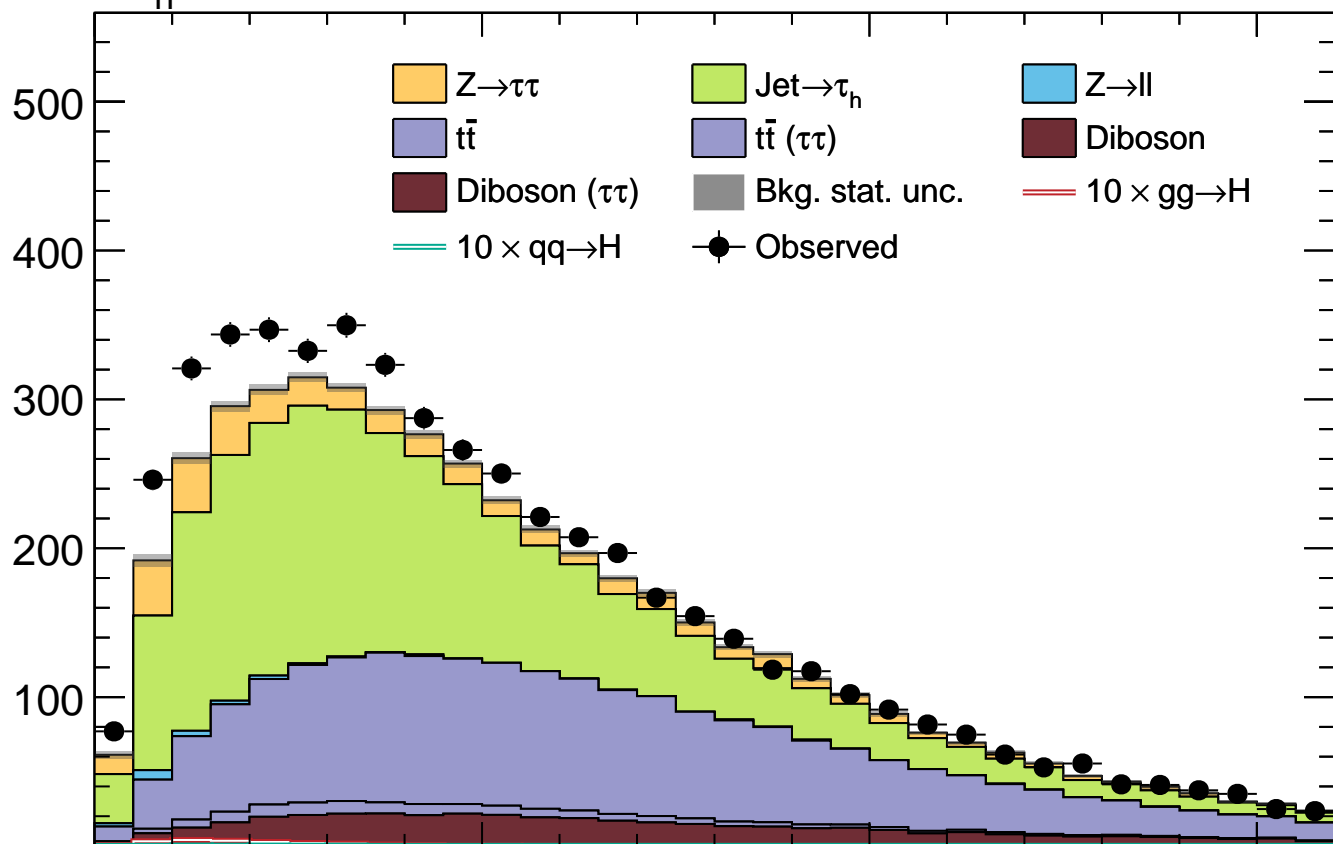 500
400
300
200
100
Z→ττ Jet→τh Z→ll
tt̄ tt̄ (ττ) Diboson
Diboson (ττ) Bkg. stat. unc. 10 × gg→H
10 × qq→H Observed